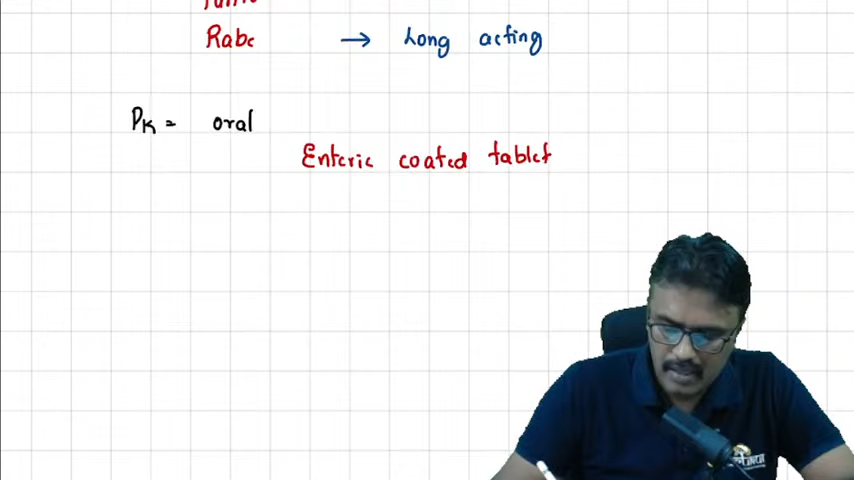 Rabe → Long acting
PK = oral
Enteric coated tablet